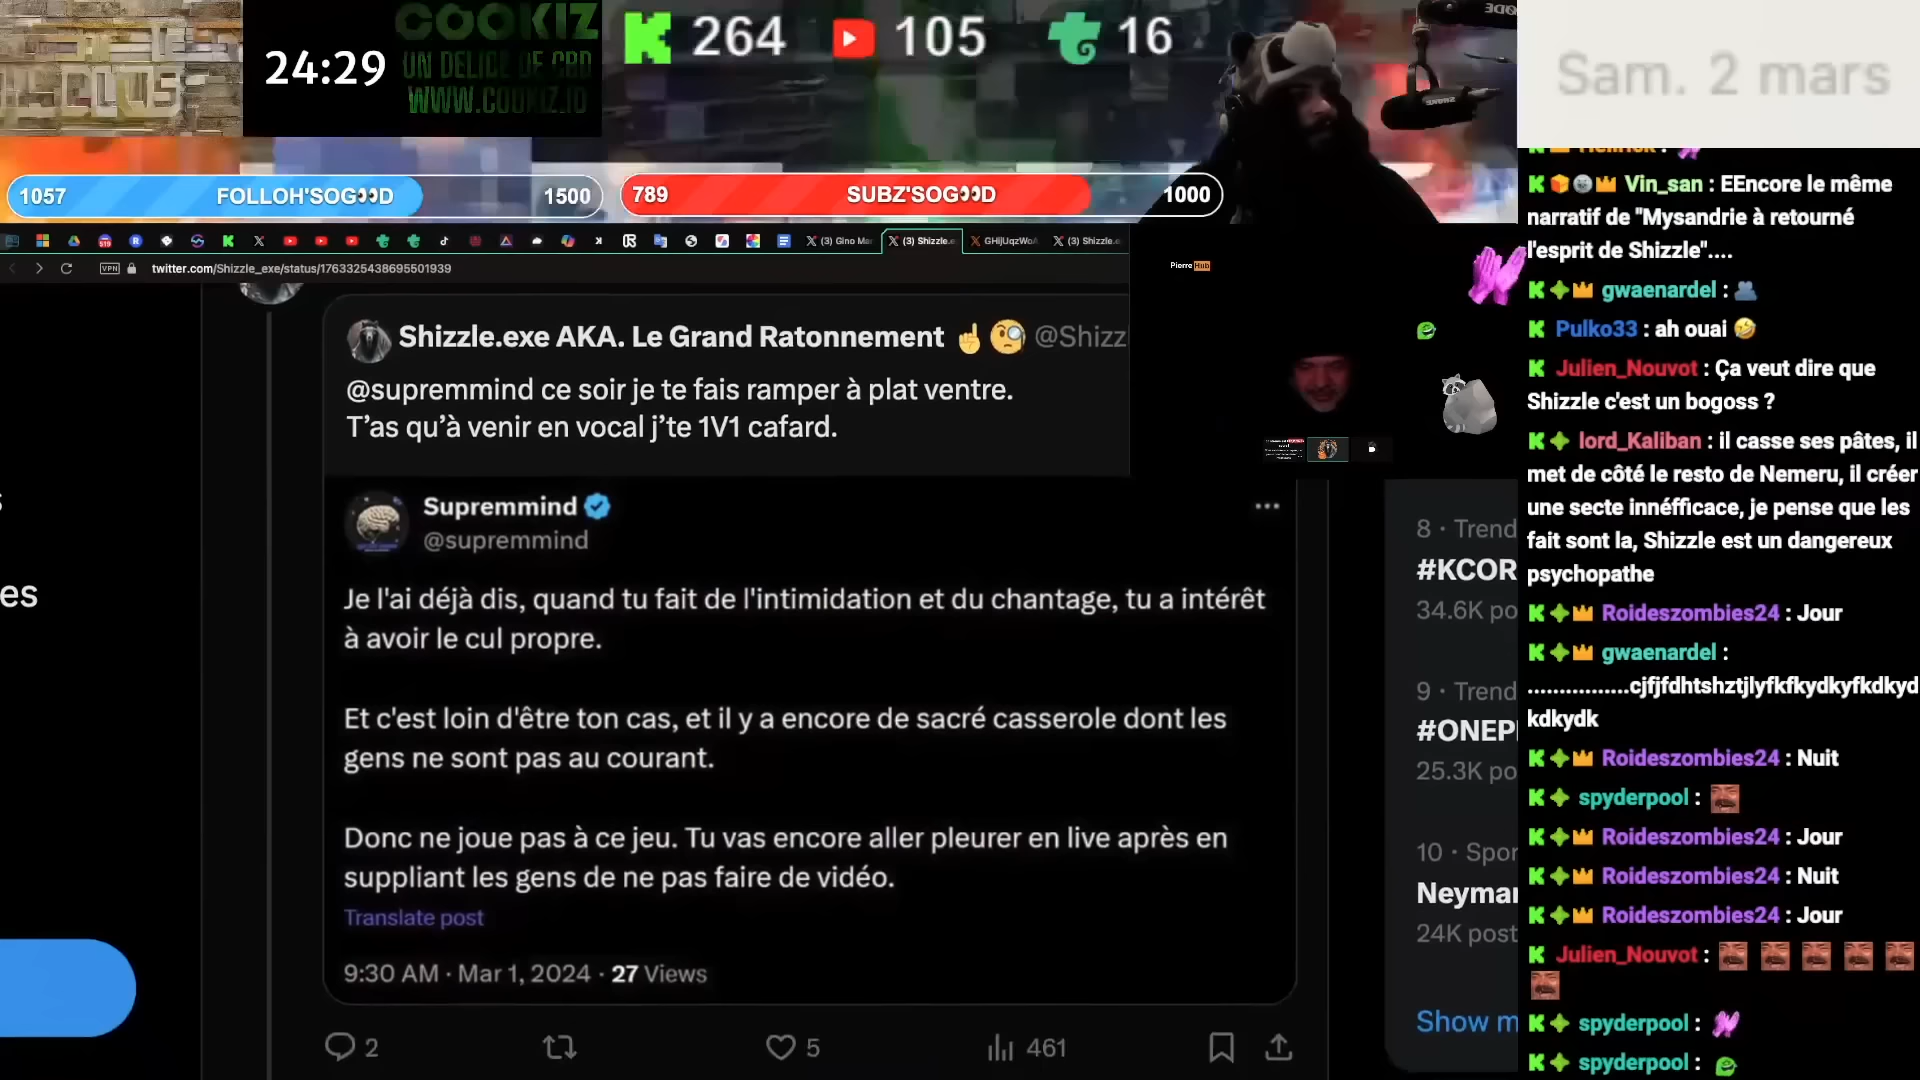 PLUS
24:29
COOKIZ
UN DELICE DE CBD
WWW.COOKIZ.IO
264
105
16
Sam. 2 mars
1057 FOLLOH'SOG👀D 1500
789 SUBZ'SOG👀D 1000
(3) Gino Mar
(3) Shizzle.e
GHIjUqzWoA
(3) Shizzle.e
VPN twitter.com/Shizzle_exe/status/1763325438695501939
Pierre Hub
Shizzle.exe AKA. Le Grand Ratonnement ☝️🧐 @Shizz
@supremmind ce soir je te fais ramper à plat ventre.
T’as qu’à venir en vocal j’te 1V1 cafard.
Supremmind
@supremmind
Je l'ai déjà dis, quand tu fait de l'intimidation et du chantage, tu a intérêt
à avoir le cul propre.
Et c'est loin d'être ton cas, et il y a encore de sacré casserole dont les
gens ne sont pas au courant.
Donc ne joue pas à ce jeu. Tu vas encore aller pleurer en live après en
suppliant les gens de ne pas faire de vidéo.
Translate post
9:30 AM · Mar 1, 2024 · 27 Views
2
5
461
es
8 · Trend
#KCOR
34.6K po
9 · Trend
#ONEP
25.3K po
10 · Spor
Neymar
24K post
Show m
Vin_san : EEncore le même
narratif de "Mysandrie à retourné
l'esprit de Shizzle"....
gwaenardel : 👥
Pulko33 : ah ouai 🤣
Julien_Nouvot : Ça veut dire que
Shizzle c'est un bogoss ?
lord_Kaliban : il casse ses pâtes, il
met de côté le resto de Nemeru, il créer
une secte innéfficace, je pense que les
fait sont la, Shizzle est un dangereux
psychopathe
Roideszombies24 : Jour
gwaenardel :
................cjfjfdhtshztjlyfkfkydkyfkdkyd
kdkydk
Roideszombies24 : Nuit
spyderpool :
Roideszombies24 : Jour
Roideszombies24 : Nuit
Roideszombies24 : Jour
Julien_Nouvot :
spyderpool :
spyderpool :